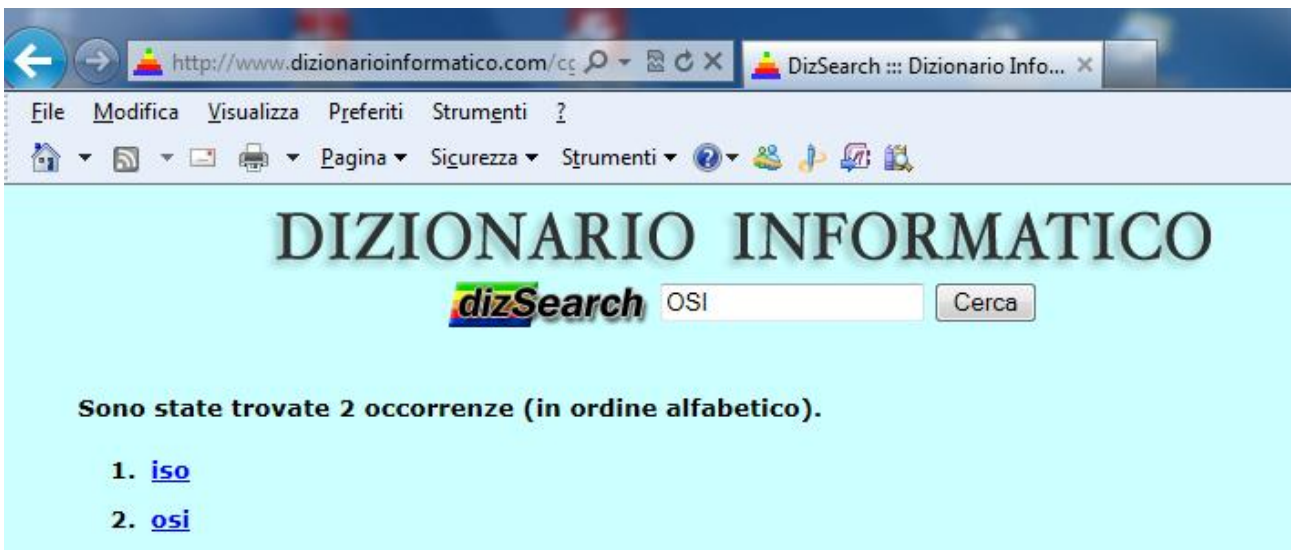 http://www.dizionarioinformatico.com/cg
DizSearch ::: Dizionario Info...
File Modifica Visualizza Preferiti Strumenti ?
Pagina Sicurezza Strumenti
DIZIONARIO INFORMATICO
dizSearch OSI Cerca
Sono state trovate 2 occorrenze (in ordine alfabetico).
1. iso
2. osi